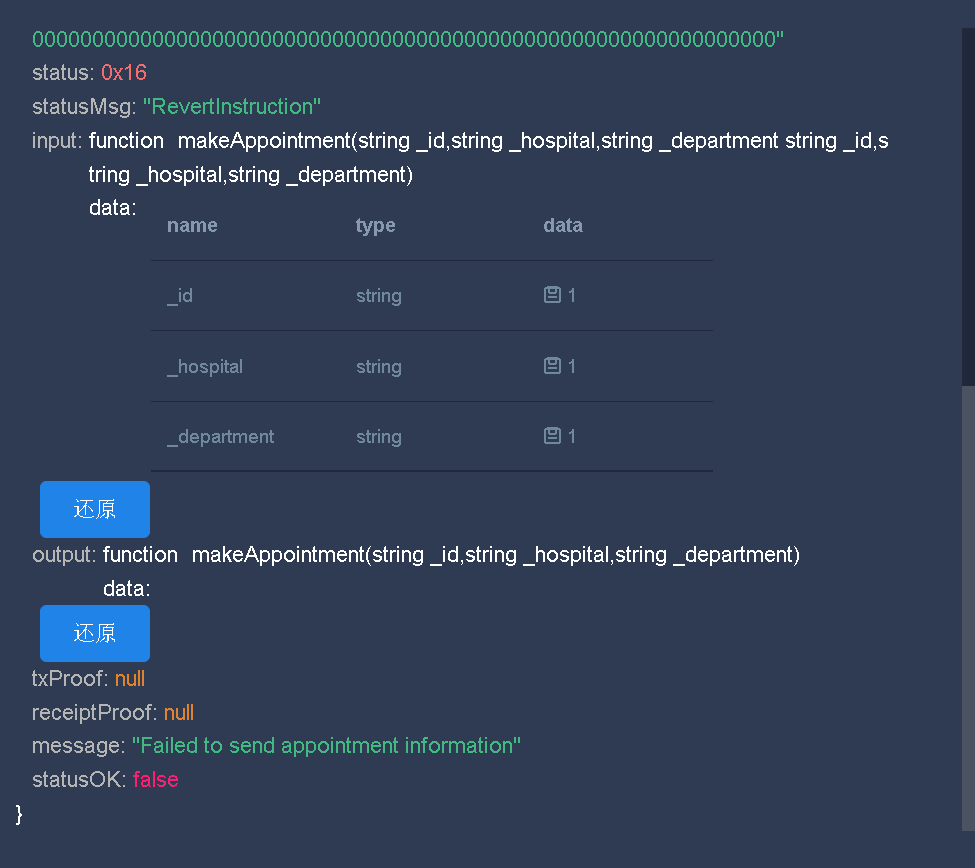 00000000000000000000000000000000000000000000000000000000000000"
status: 0x16
statusMsg: "RevertInstruction"
input: function makeAppointment(string _id,string _hospital,string _department string _id,s
tring _hospital,string _department)
data:
name type data
_id string 1
_hospital string 1
_department string 1
还原
output: function makeAppointment(string _id,string _hospital,string _department)
data:
还原
txProof: null
receiptProof: null
message: "Failed to send appointment information"
statusOK: false
}